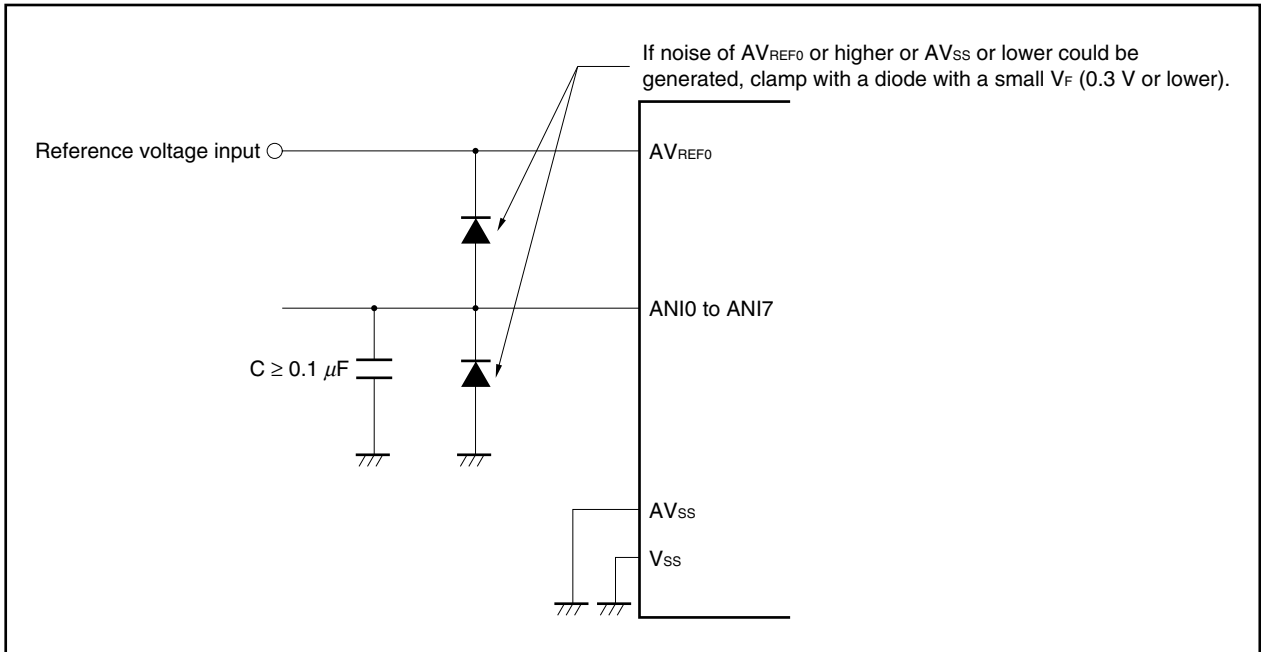 If noise of AVREF0 or higher or AVSS or lower could be
generated, clamp with a diode with a small VF (0.3 V or lower).
Reference voltage input
AVREF0
ANI0 to ANI7
C ≥ 0.1 μF
AVSS
VSS